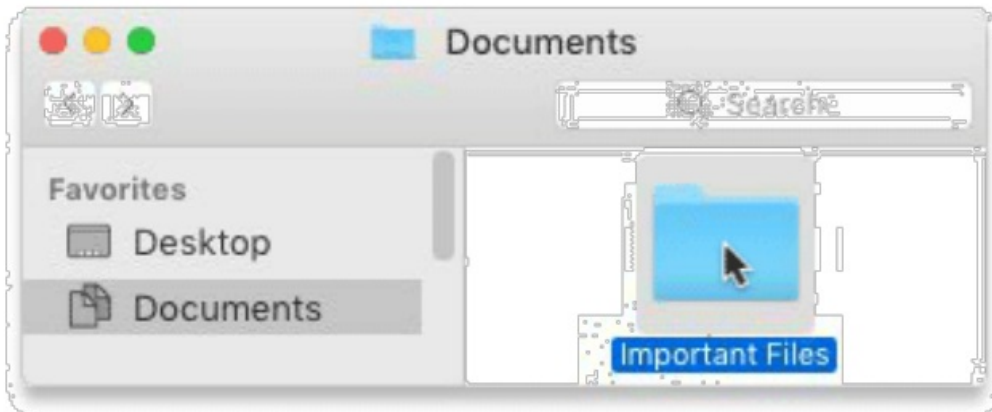 Documents
Search
Favorites
Desktop
Documents
Important Files